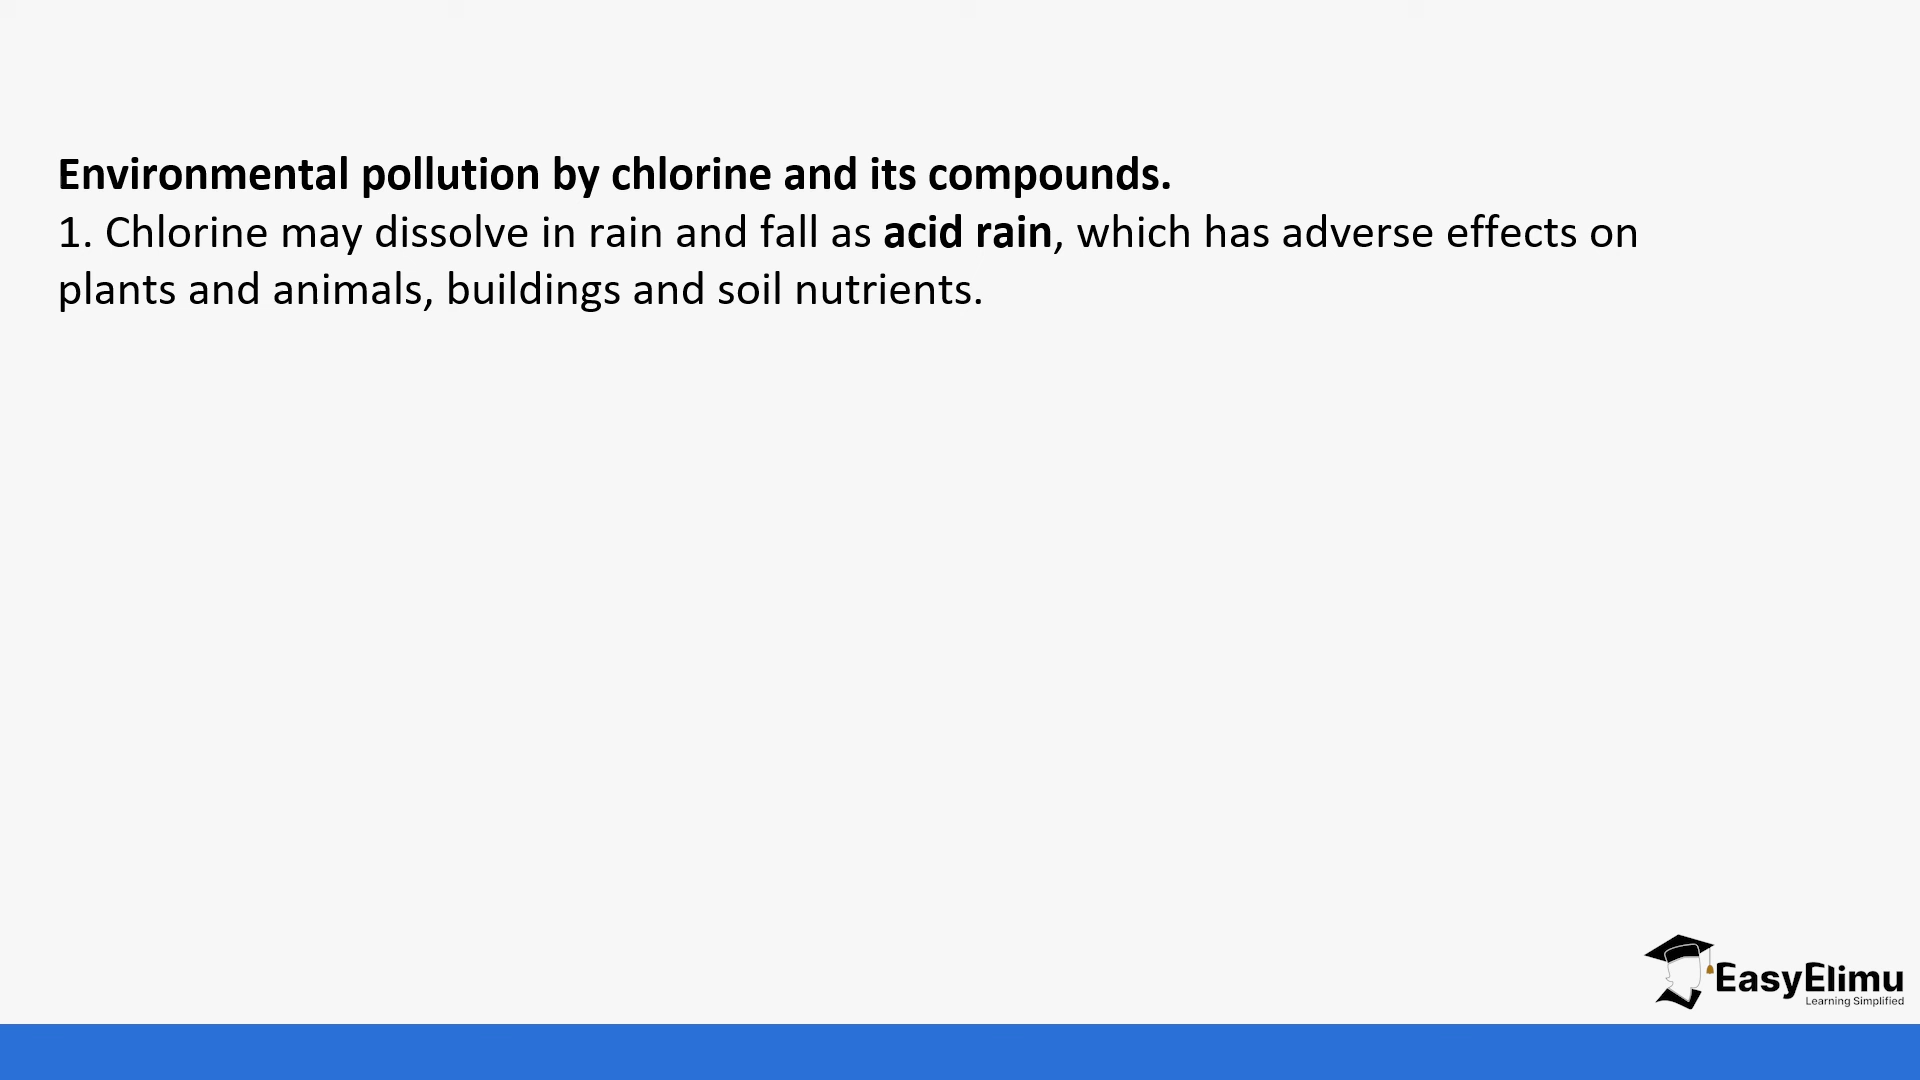 Environmental pollution by chlorine and its compounds.
1. Chlorine may dissolve in rain and fall as acid rain, which has adverse effects on
plants and animals, buildings and soil nutrients.
EasyElimu
Learning Simplified